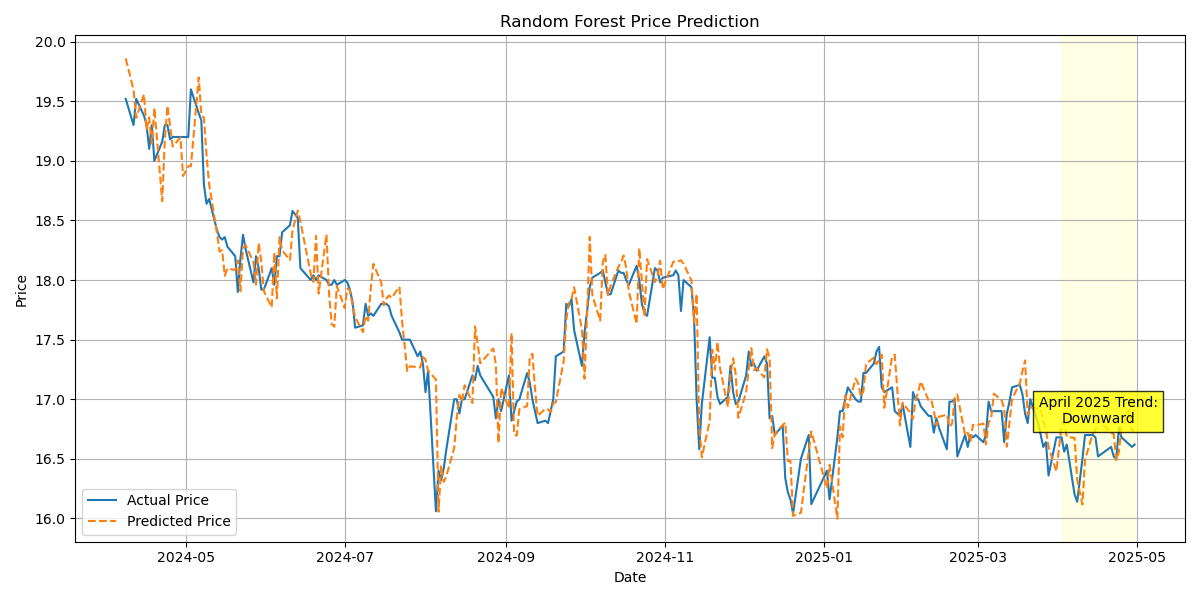 Random Forest Price Prediction
20.0
19.5
19.0
18.5
18.0
17.5
17.0
16.5
16.0
Price
April 2025 Trend:
Downward
Actual Price
Predicted Price
2024-05
2024-07
2024-09
2024-11
2025-01
2025-03
2025-05
Date